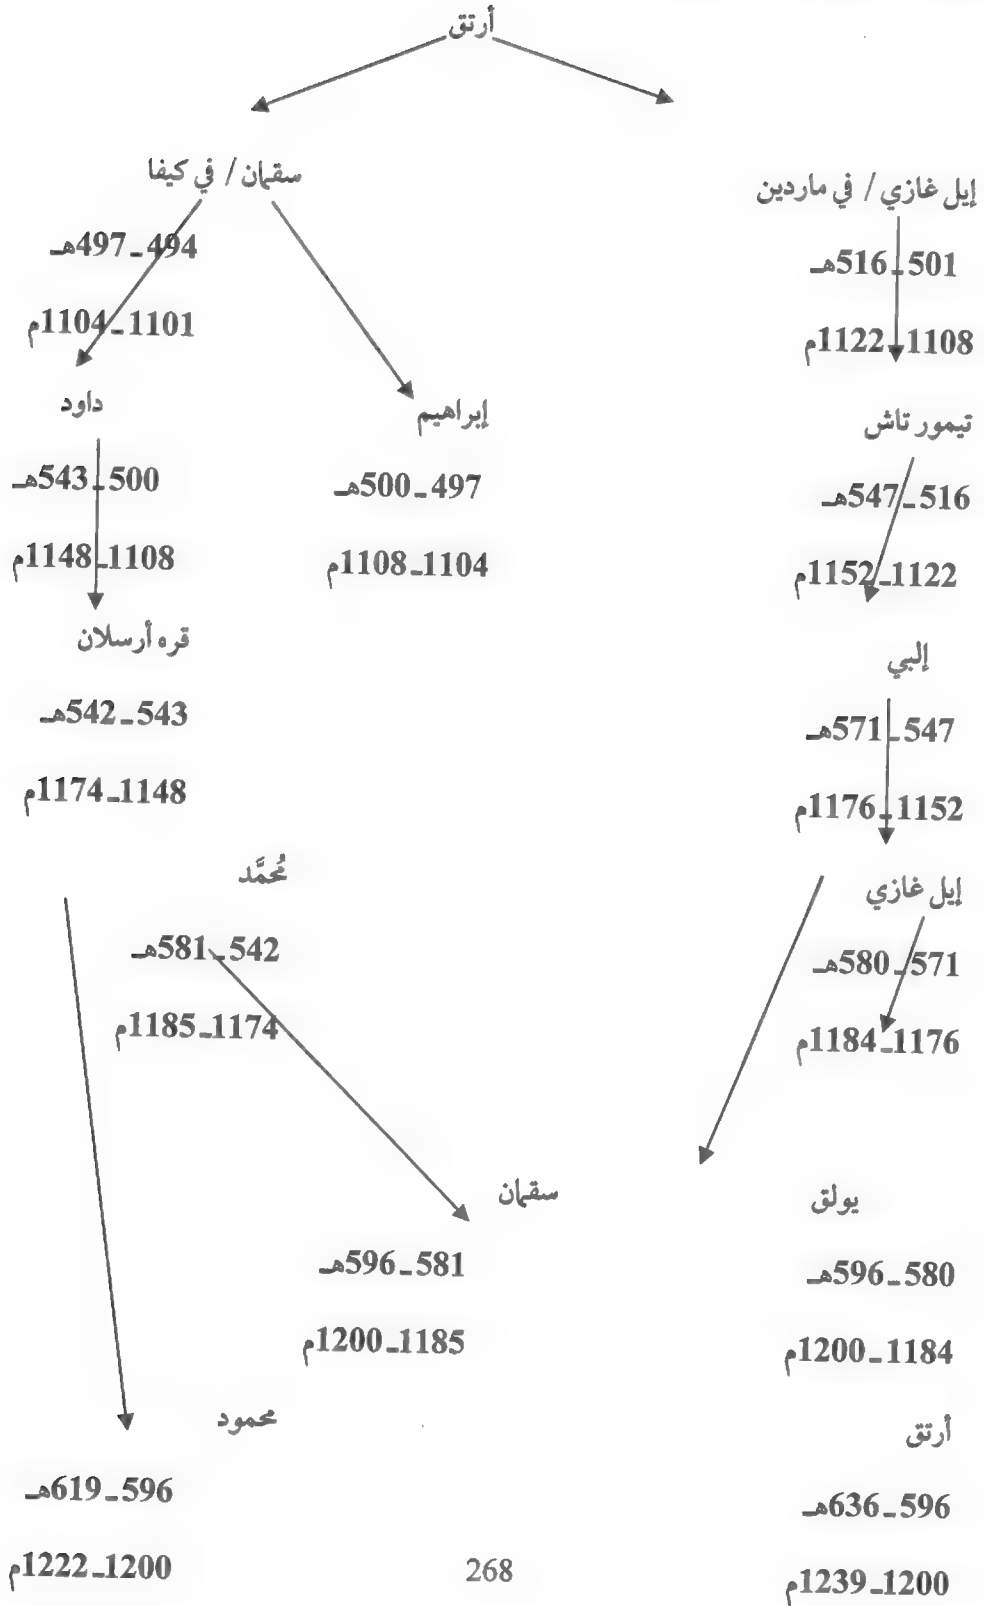 أرتق
إيل غازي / في ماردين
501ـ516هـ
1108ـ1122م
تيمور تاش
516ـ547هـ
1122ـ1152م
إلبي
547ـ571هـ
1152ـ1176م
إيل غازي
571ـ580هـ
1176ـ1184م
يولق
580ـ596هـ
1184ـ1200م
أرتق
596ـ636هـ
1200ـ1239م
سقمان / في كيفا
494ـ497هـ
1101ـ1104م
إبراهيم
497ـ500هـ
1104ـ1108م
داود
500ـ543هـ
1108ـ1148م
قره أرسلان
543ـ542هـ
1148ـ1174م
مُحمَّد
542ـ581هـ
1174ـ1185م
سقمان
581ـ596هـ
1185ـ1200م
محمود
596ـ619هـ
1200ـ1222م
268